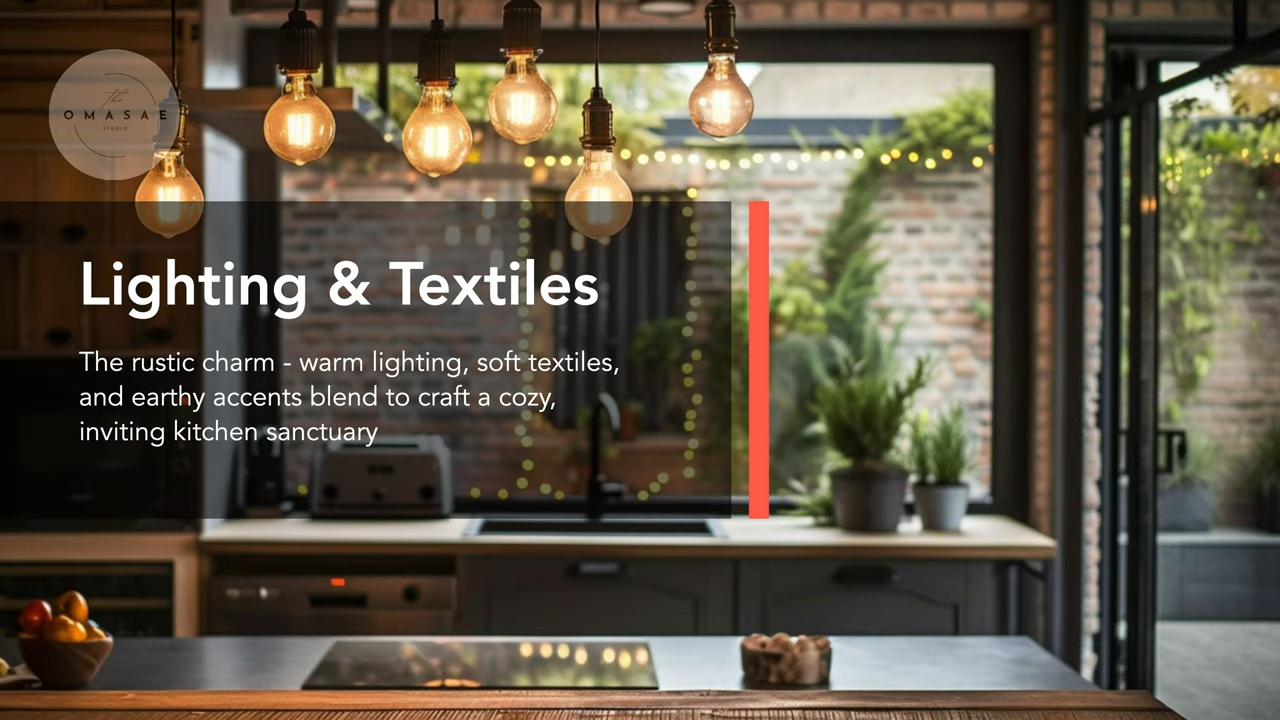 the
OMASAE
STUDIO
Lighting & Textiles
The rustic charm - warm lighting, soft textiles,
and earthy accents blend to craft a cozy,
inviting kitchen sanctuary